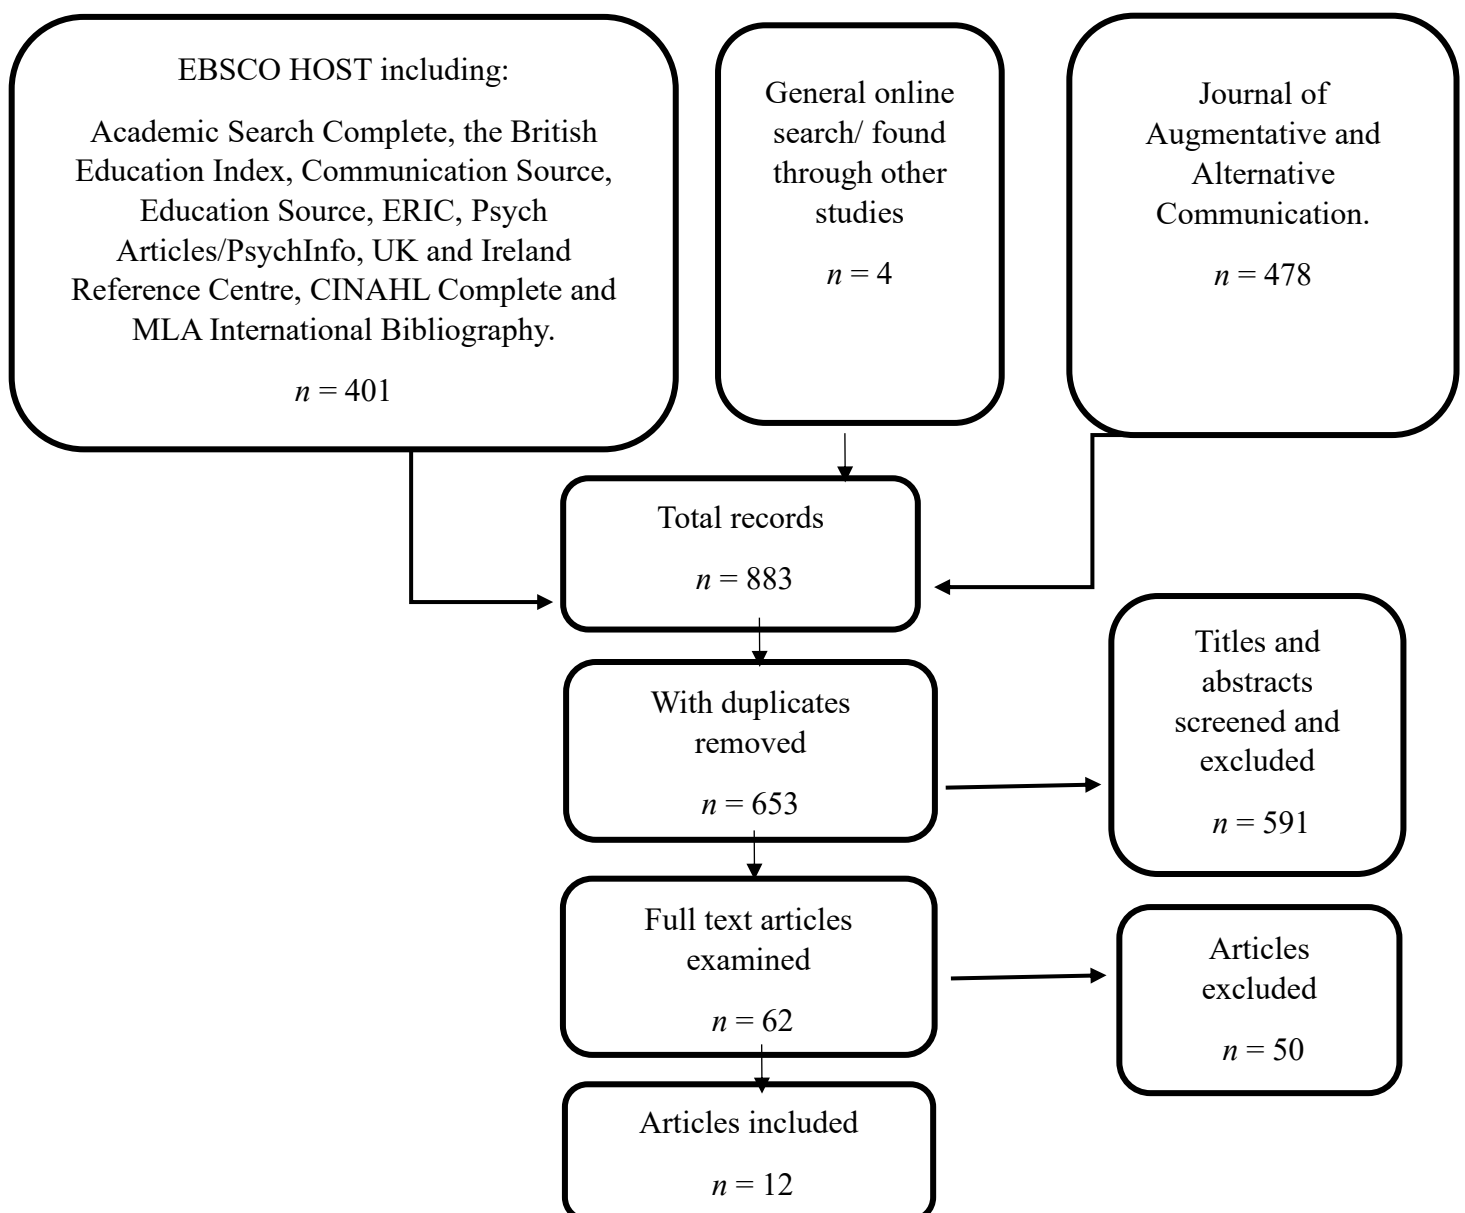 EBSCO HOST including:
Academic Search Complete, the British
Education Index, Communication Source,
Education Source, ERIC, Psych
Articles/PsychInfo, UK and Ireland
Reference Centre, CINAHL Complete and
MLA International Bibliography.
n = 401
General online
search/ found
through other
studies
n = 4
Journal of
Augmentative and
Alternative
Communication.
n = 478
Total records
n = 883
With duplicates
removed
n = 653
Titles and
abstracts
screened and
excluded
n = 591
Full text articles
examined
n = 62
Articles
excluded
n = 50
Articles included
n = 12